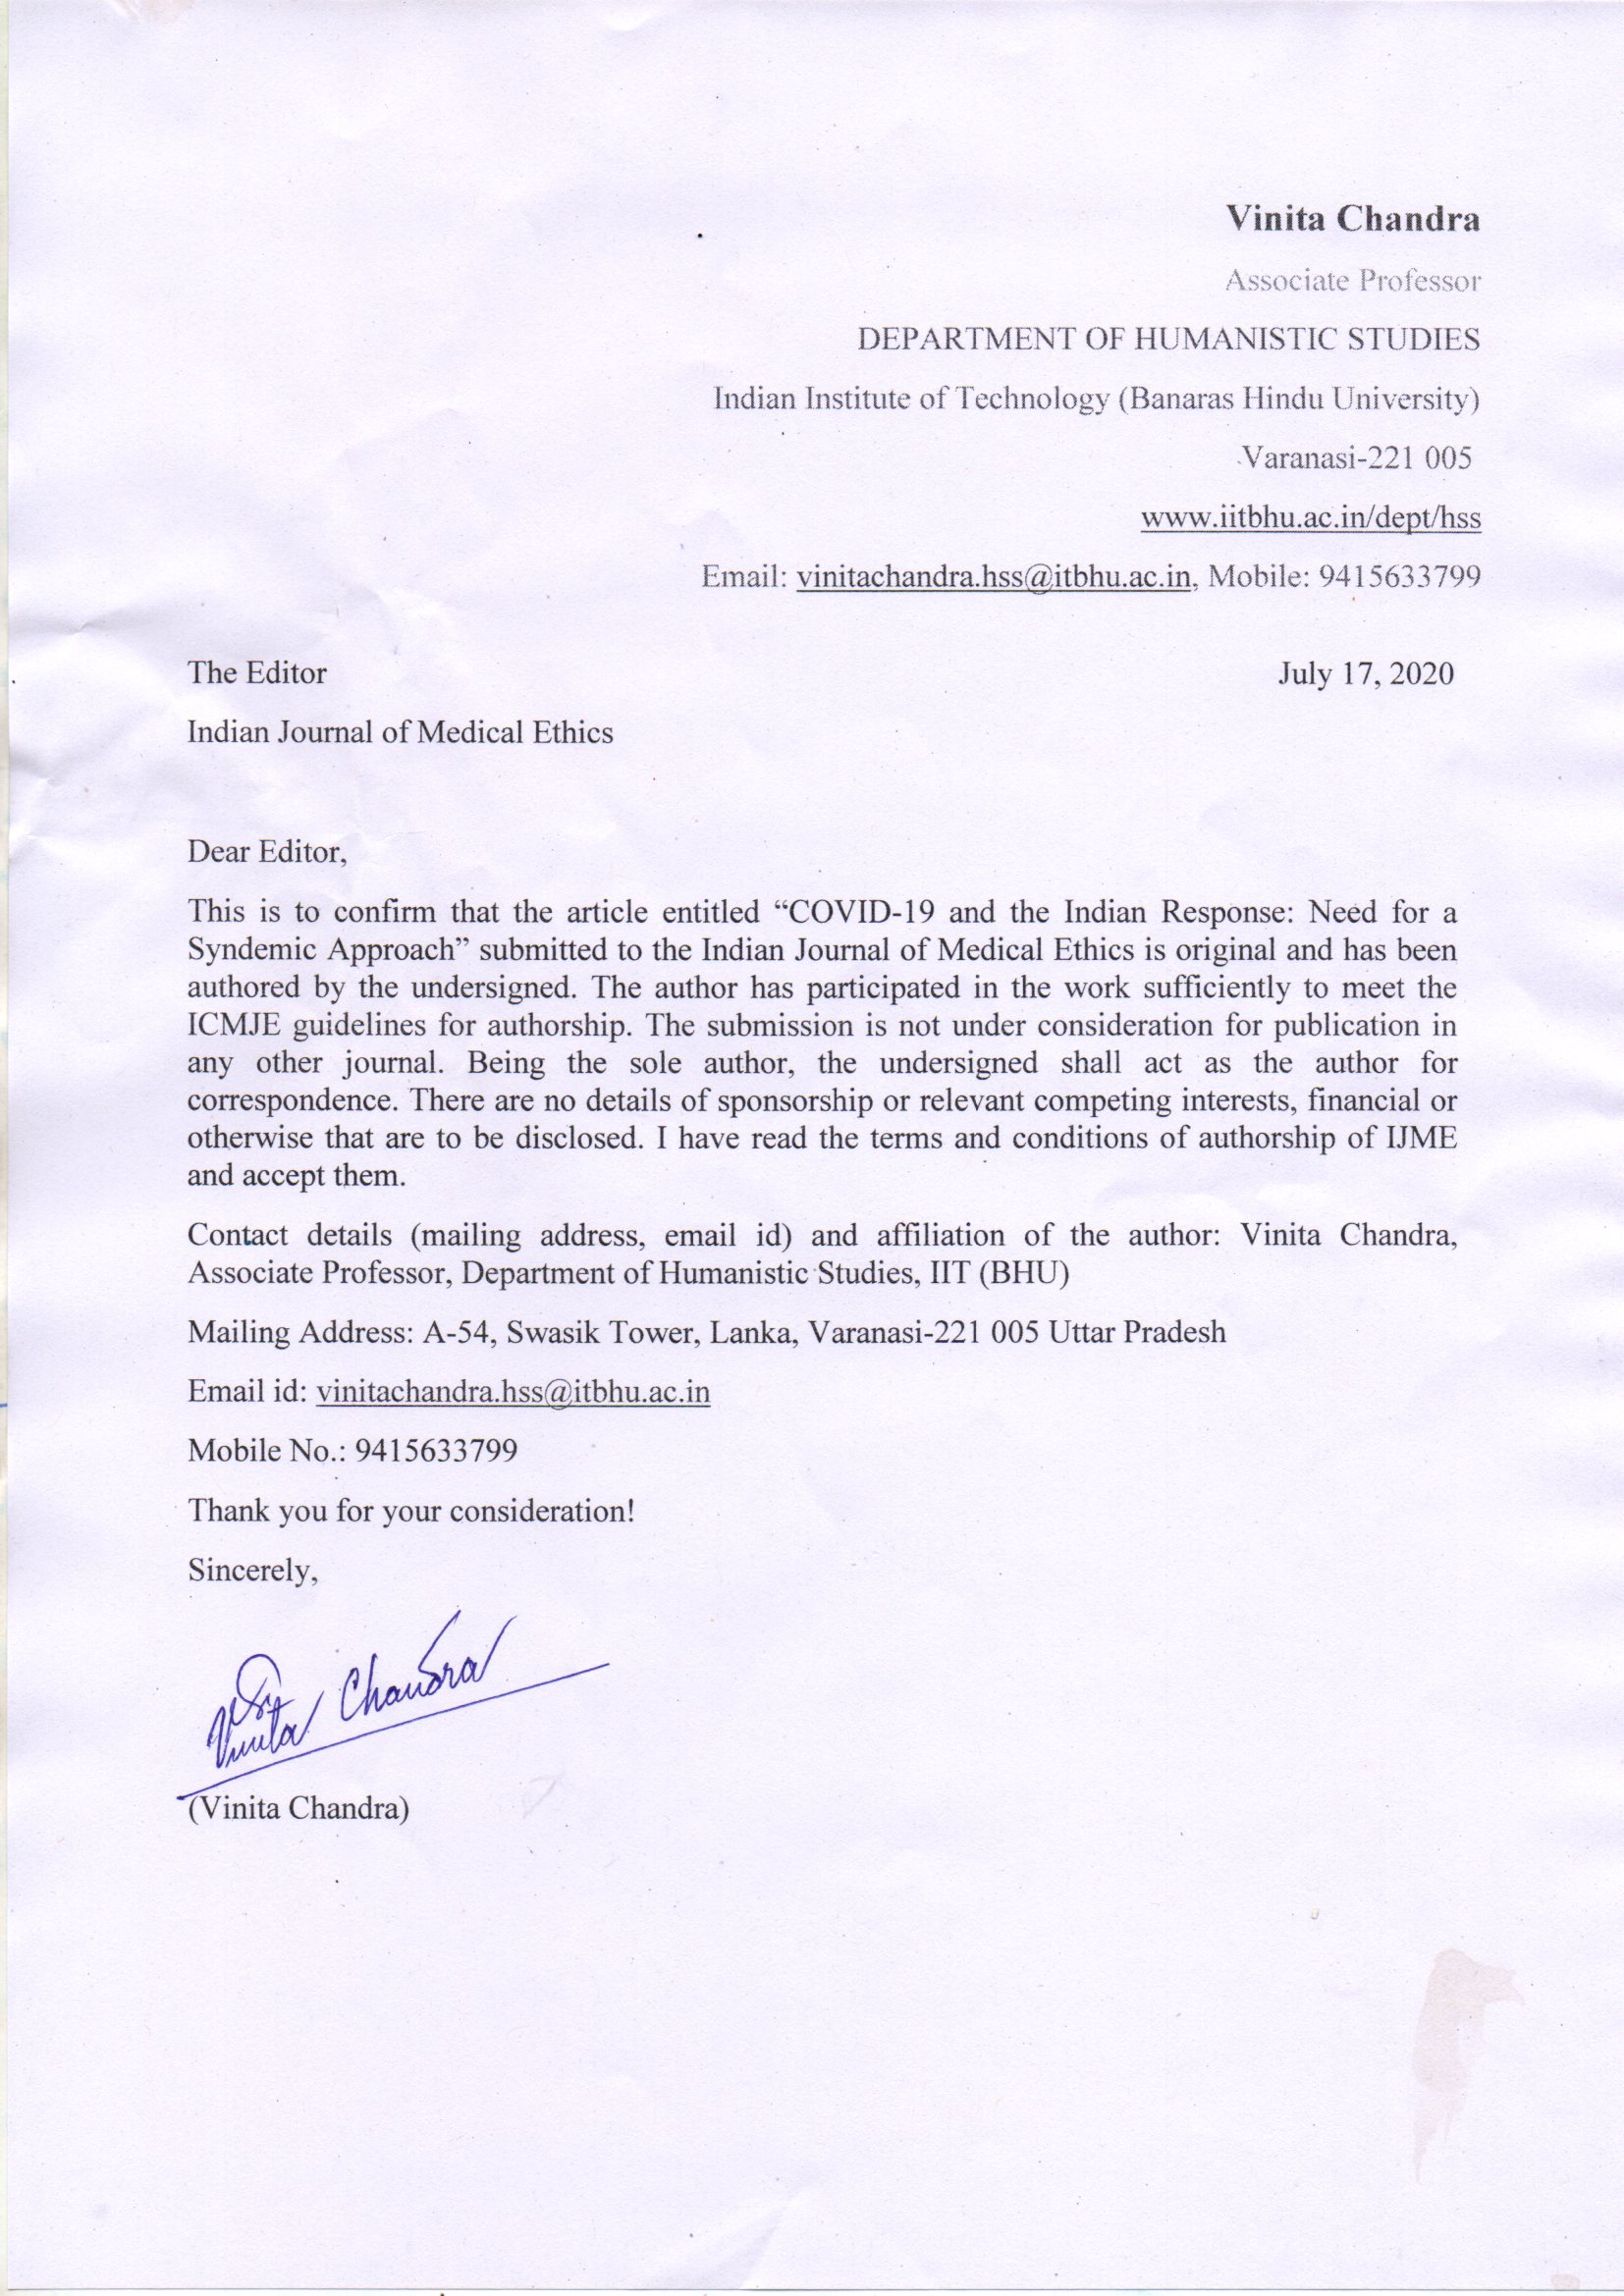 Vinita Chandra
Associate Professor
DEPARTMENT OF HUMANISTIC STUDIES
Indian Institute of Technology (Banaras Hindu University)
Varanasi-221 005
www.iitbhu.ac.in/dept/hss
Email: vinitachandra.hss@itbhu.ac.in, Mobile: 9415633799
The Editor July 17, 2020
Indian Journal of Medical Ethics
Dear Editor,
This is to confirm that the article entitled “COVID-19 and the Indian Response: Need for a
Syndemic Approach” submitted to the Indian Journal of Medical Ethics is original and has been
authored by the undersigned. The author has participated in the work sufficiently to meet the
ICMJE guidelines for authorship. The submission is not under consideration for publication in
any other journal. Being the sole author, the undersigned shall act as the author for
correspondence. There are no details of sponsorship or relevant competing interests, financial or
otherwise that are to be disclosed. I have read the terms and conditions of authorship of IJME
and accept them.
Contact details (mailing address, email id) and affiliation of the author: Vinita Chandra,
Associate Professor, Department of Humanistic Studies, IIT (BHU)
Mailing Address: A-54, Swasik Tower, Lanka, Varanasi-221 005 Uttar Pradesh
Email id: vinitachandra.hss@itbhu.ac.in
Mobile No.: 9415633799
Thank you for your consideration!
Sincerely,
Vinita Chandra
(Vinita Chandra)